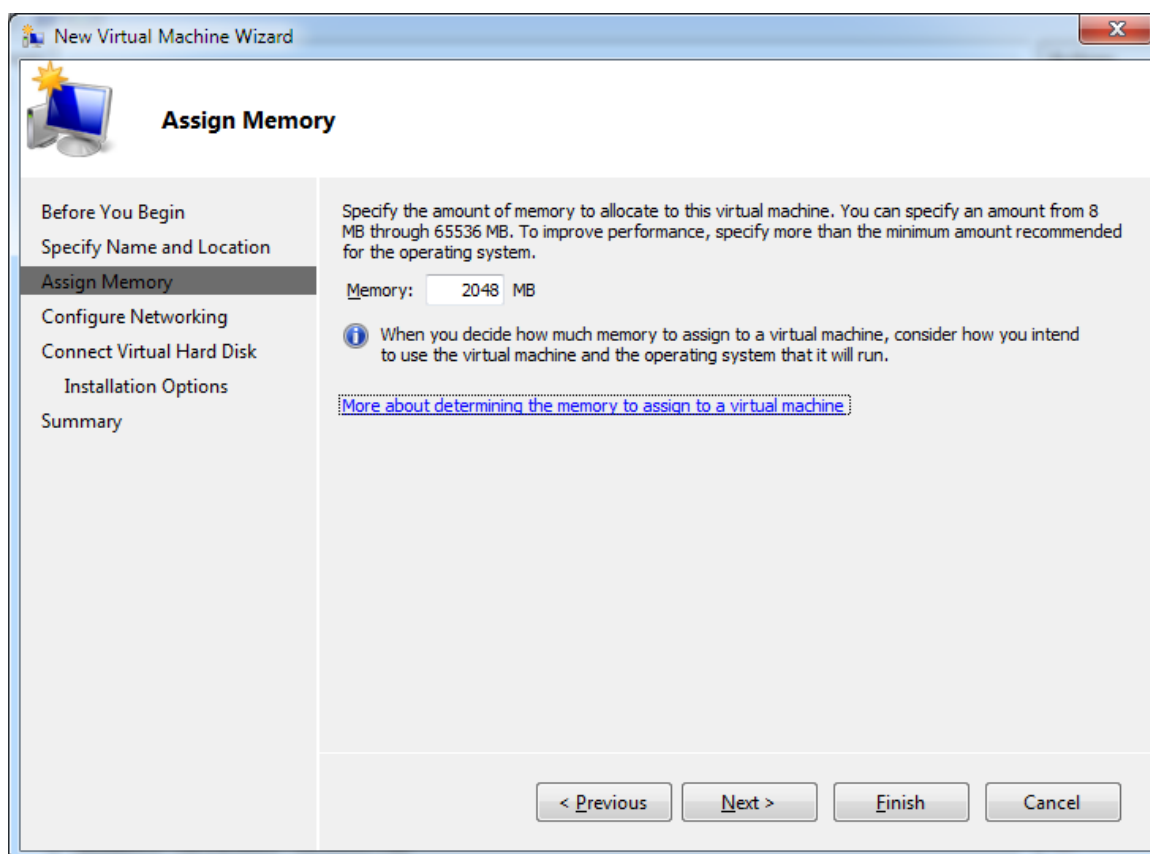 New Virtual Machine Wizard
Assign Memory
Before You Begin
Specify Name and Location
Assign Memory
Configure Networking
Connect Virtual Hard Disk
Installation Options
Summary
Specify the amount of memory to allocate to this virtual machine. You can specify an amount from 8
MB through 65536 MB. To improve performance, specify more than the minimum amount recommended
for the operating system.
Memory: 2048 MB
When you decide how much memory to assign to a virtual machine, consider how you intend
to use the virtual machine and the operating system that it will run.
More about determining the memory to assign to a virtual machine
< Previous Next > Finish Cancel